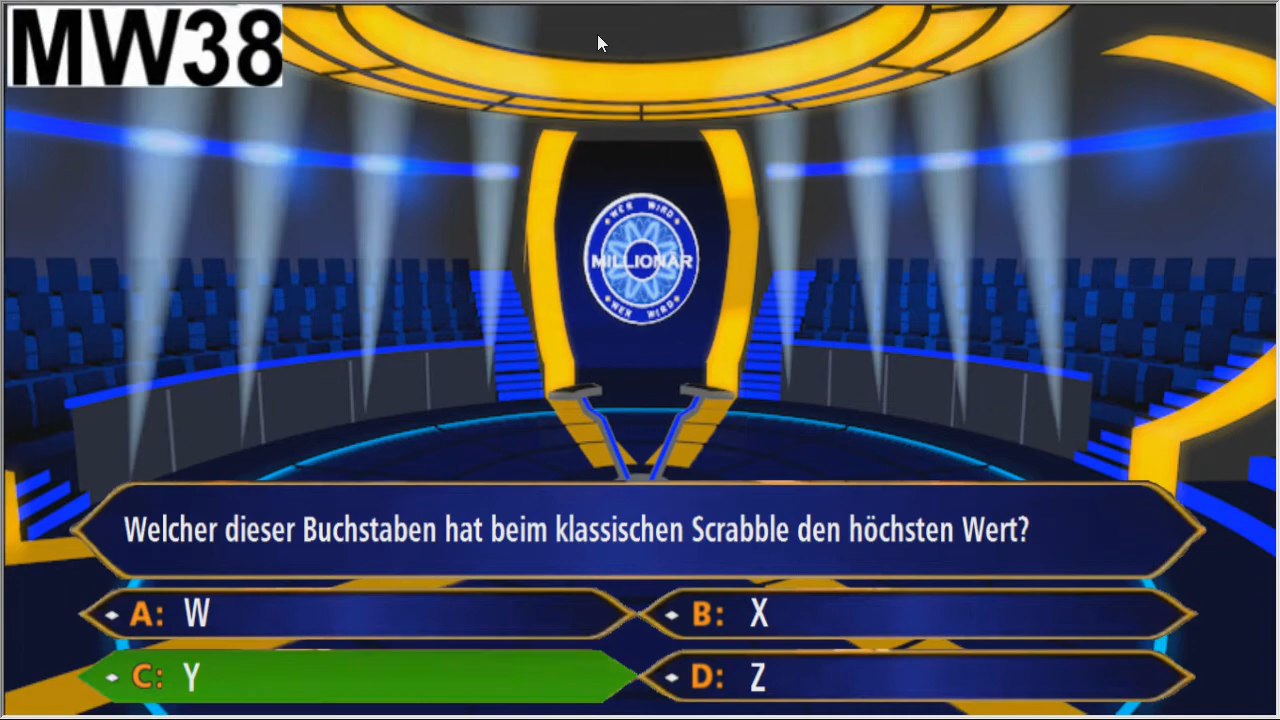 MW38
WER WIRD
MILLIONÄR
WER WIRD
Welcher dieser Buchstaben hat beim klassischen Scrabble den höchsten Wert?
A: W
B: X
C: Y
D: Z